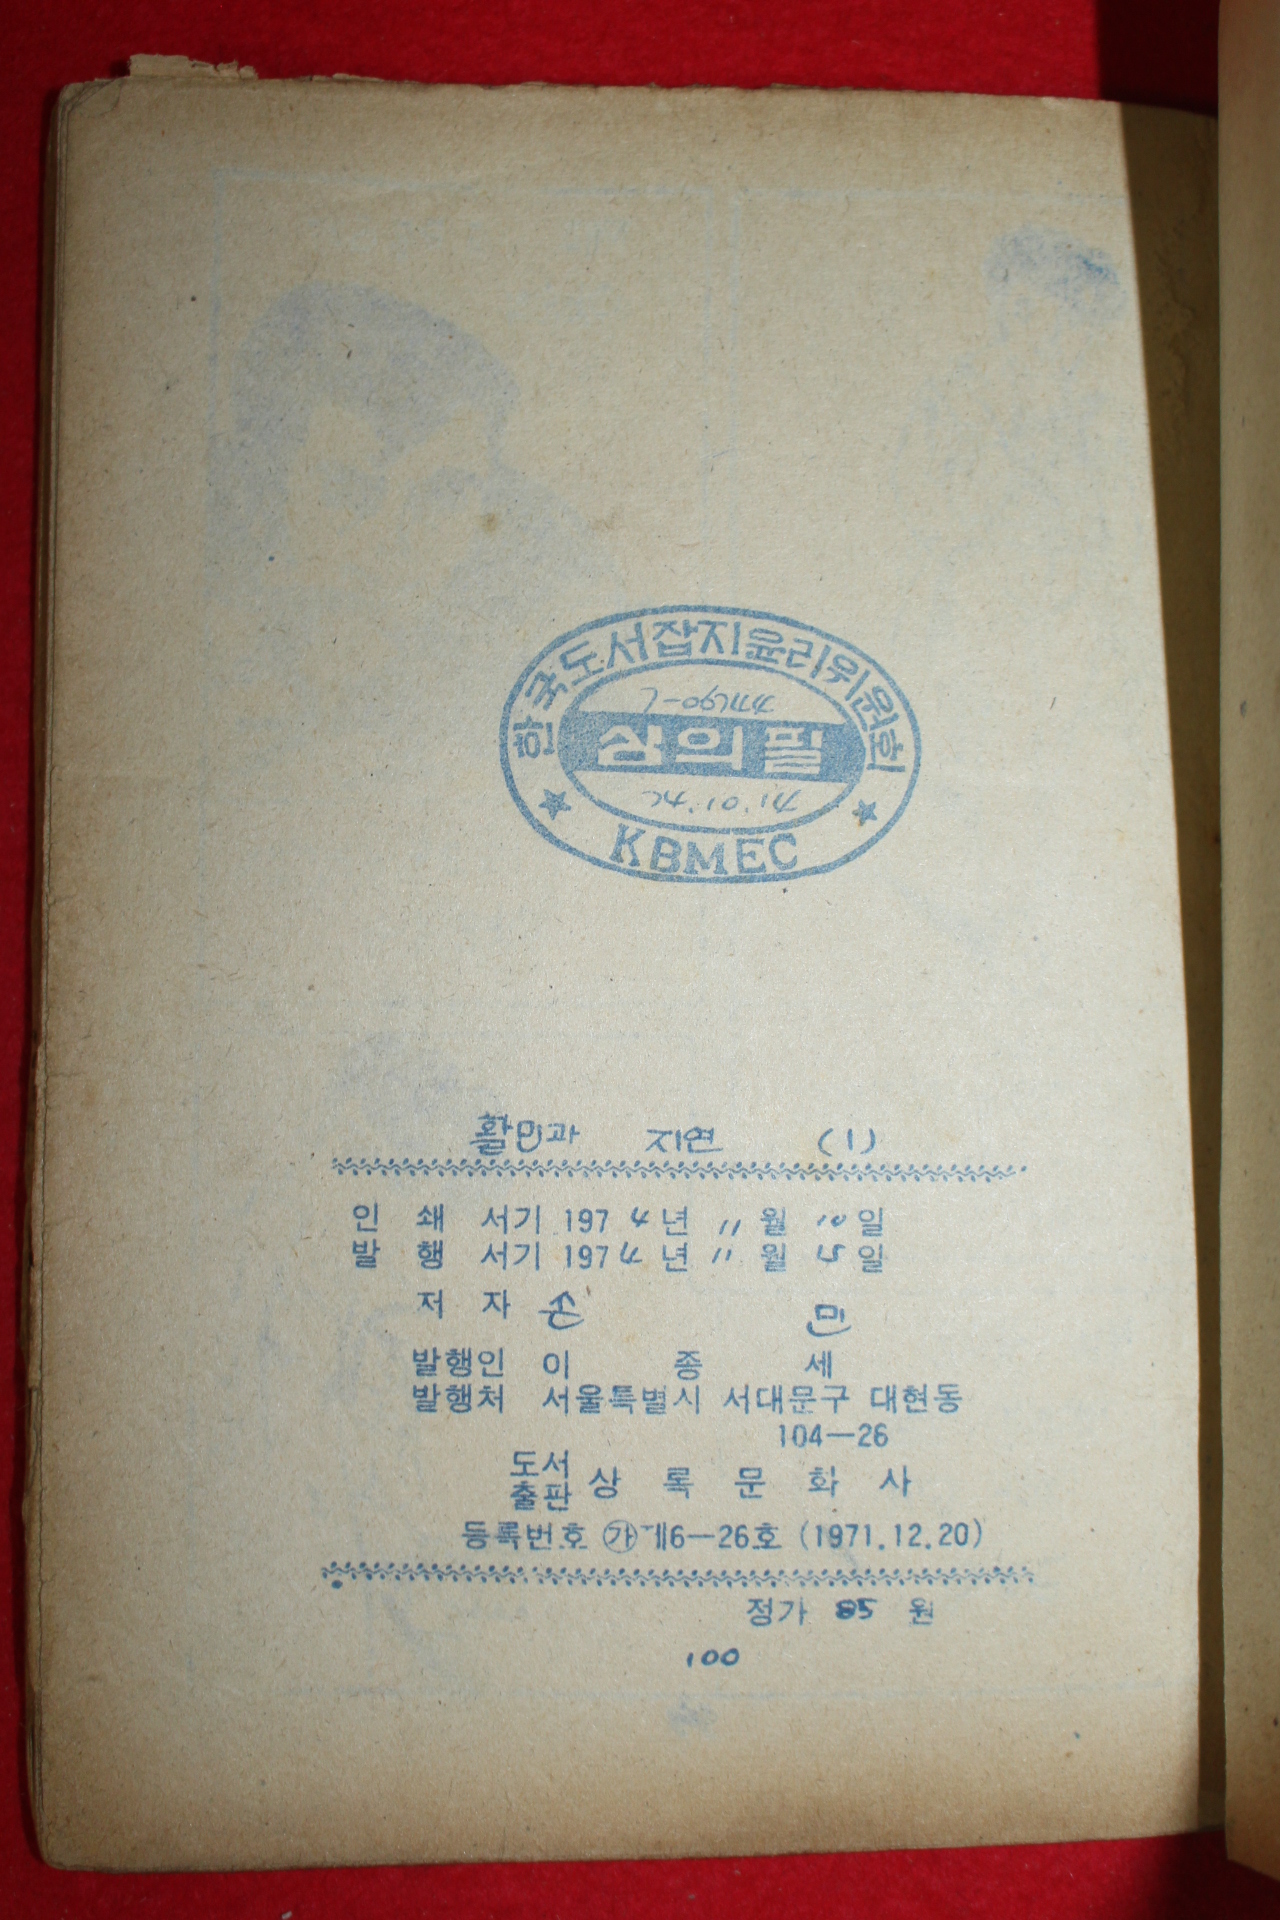 한국도서잡지윤리위원회
심의필
KBMEC
활민과 지연 (1)
인 쇄 서기 1974년 11월 10일
발 행 서기 1974년 11월 15일
저 자 손 민
발행인 이 종 세
발행처 서울특별시 서대문구 대현동
104—26
도서출판 상 록 문 화 사
등록번호 ㉮제6—26호 (1971.12.20)
정가 85 원
100